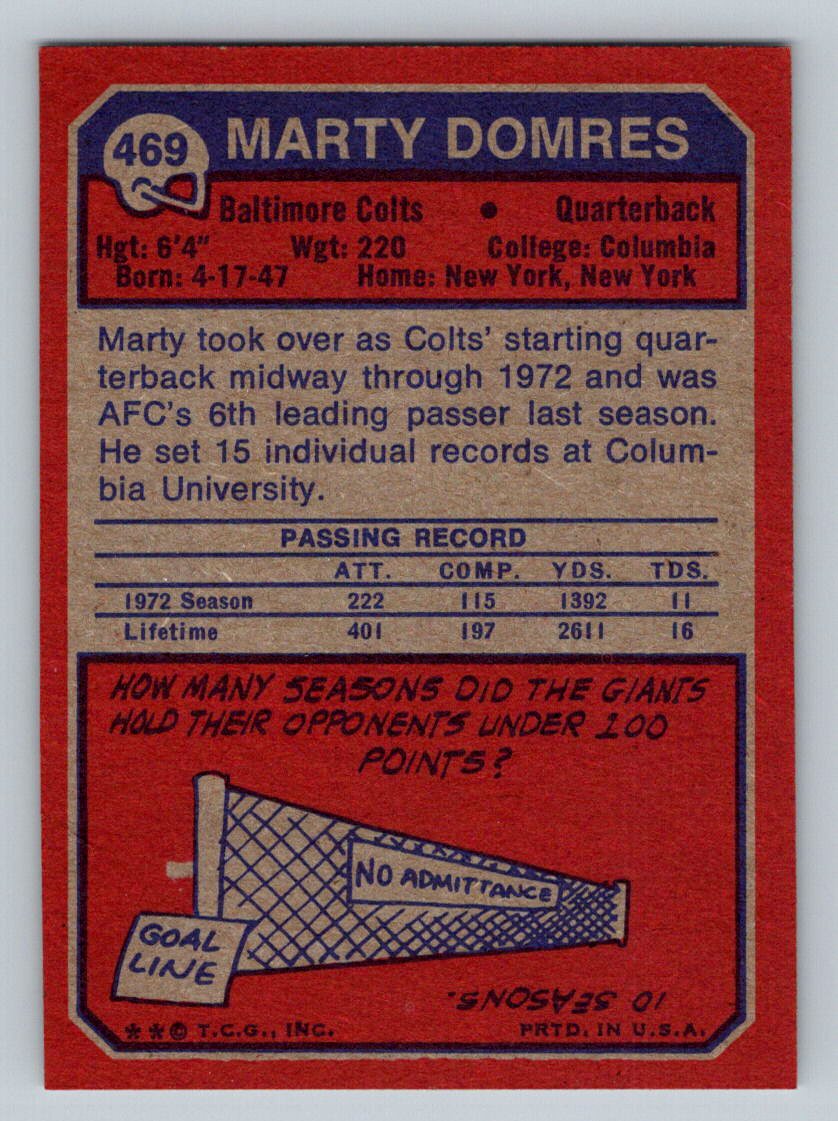 469 MARTY DOMRES
Baltimore Colts • Quarterback
Hgt: 6'4" Wgt: 220 College: Columbia
Born: 4-17-47 Home: New York, New York
Marty took over as Colts' starting quar-
terback midway through 1972 and was
AFC's 6th leading passer last season.
He set 15 individual records at Colum-
bia University.
PASSING RECORD
ATT. COMP. YDS. TDS.
1972 Season 222 115 1392 11
Lifetime 401 197 2611 16
HOW MANY SEASONS DID THE GIANTS
HOLD THEIR OPPONENTS UNDER 100
POINTS?
NO ADMITTANCE
GOAL
LINE
10 SEASONS.
**© T.C.G., INC. PRTD. IN U.S.A.